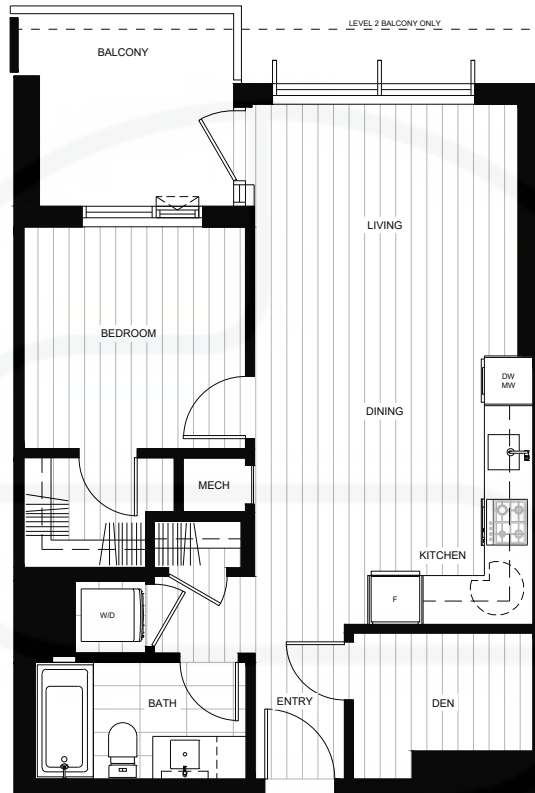 LEVEL 2 BALCONY ONLY
BALCONY
LIVING
BEDROOM
DW
MW
DINING
MECH
KITCHEN
F
W/D
BATH
ENTRY
DEN